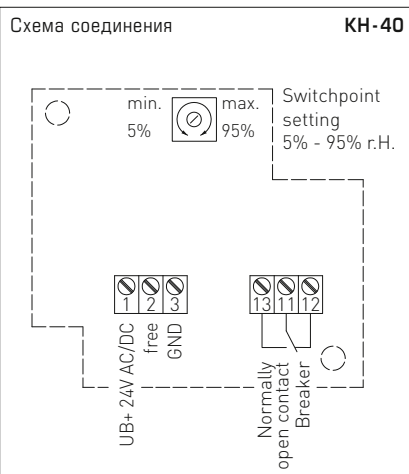 Схема соединения KH-40
min. max.
5% 95%
Switchpoint
setting
5% - 95% r.H.
1 2 3
13 11 12
UB+ 24V AC/DC
free
GND
Normally
open contact
Breaker